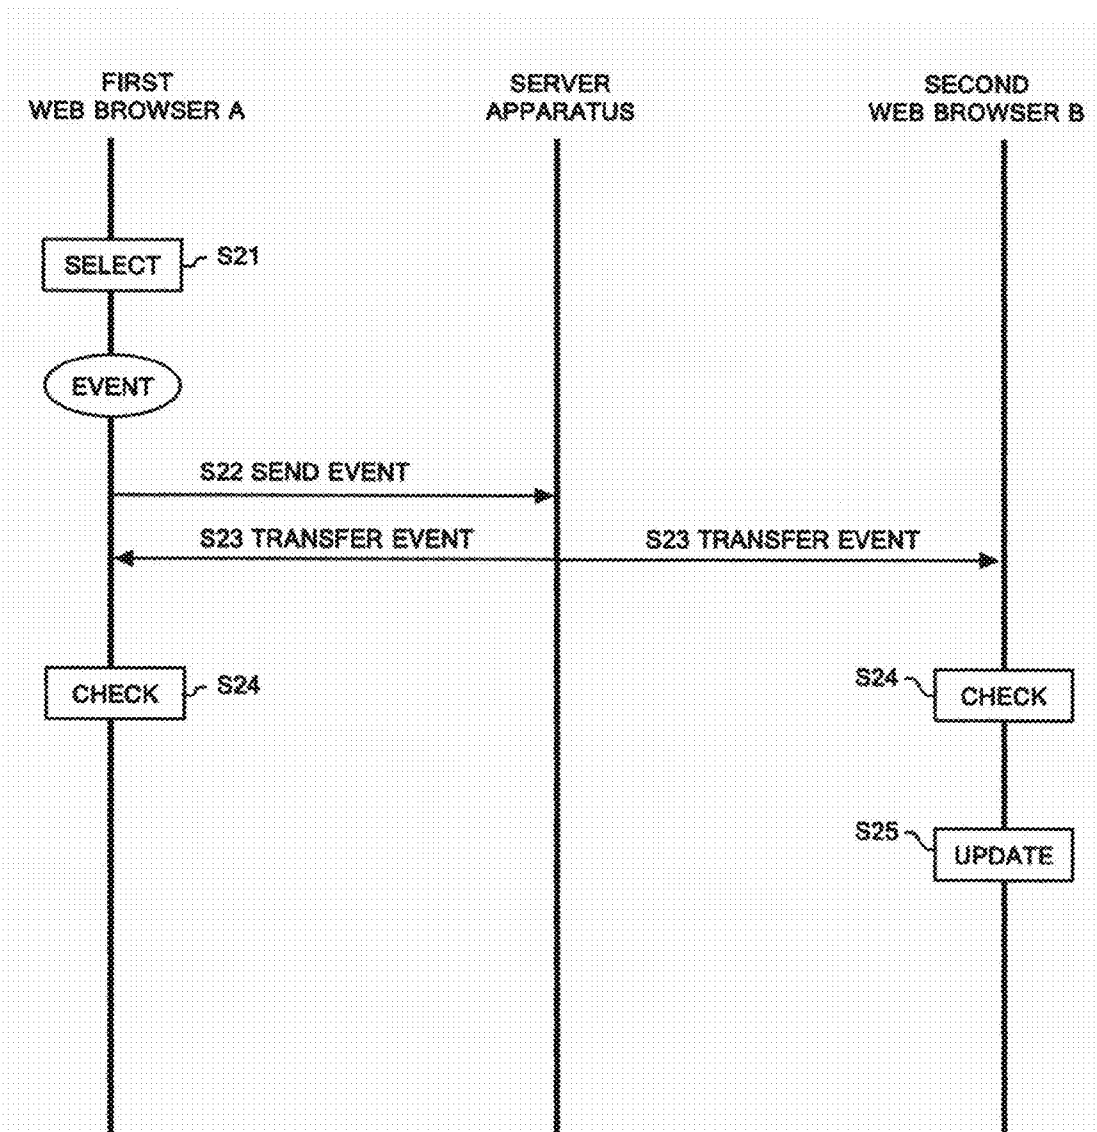 FIRST
WEB BROWSER A
SERVER
APPARATUS
SECOND
WEB BROWSER B
SELECT
S21
EVENT
S22 SEND EVENT
S23 TRANSFER EVENT
S23 TRANSFER EVENT
CHECK
S24
S24
CHECK
S25
UPDATE